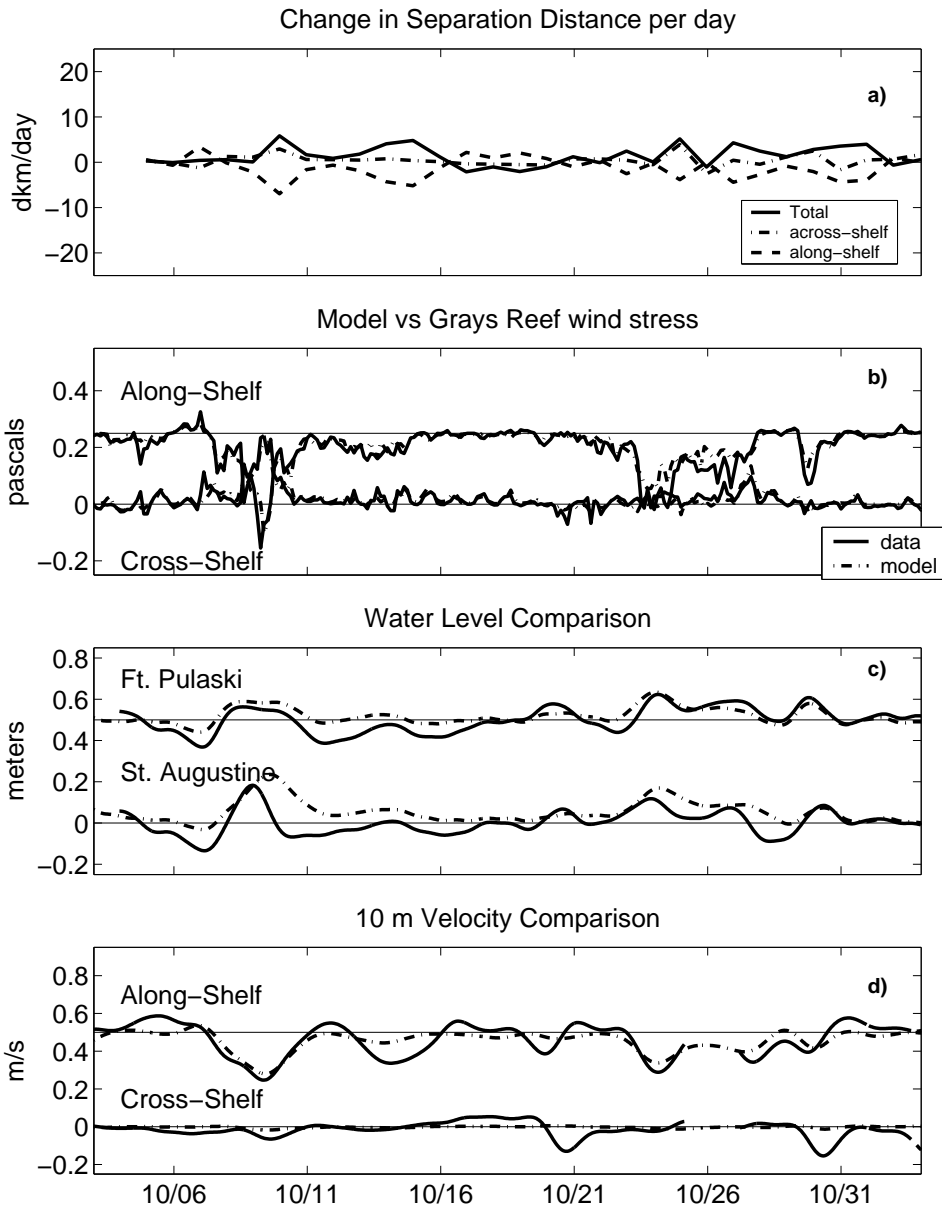 Change in Separation Distance per day
a)
20
10
0
−10
−20
dkm/day
Total
across−shelf
along−shelf
Model vs Grays Reef wind stress
b)
Along−Shelf
0.4
0.2
0
−0.2
pascals
Cross−Shelf
data
model
Water Level Comparison
c)
0.8
0.6
0.4
0.2
0
−0.2
meters
Ft. Pulaski
St. Augustine
10 m Velocity Comparison
d)
0.8
0.6
0.4
0.2
0
−0.2
m/s
Along−Shelf
Cross−Shelf
10/06 10/11 10/16 10/21 10/26 10/31